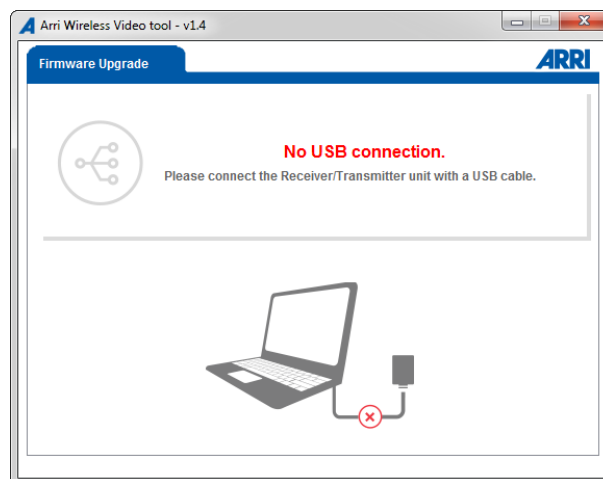 Arri Wireless Video tool - v1.4
Firmware Upgrade
ARRI
No USB connection.
Please connect the Receiver/Transmitter unit with a USB cable.